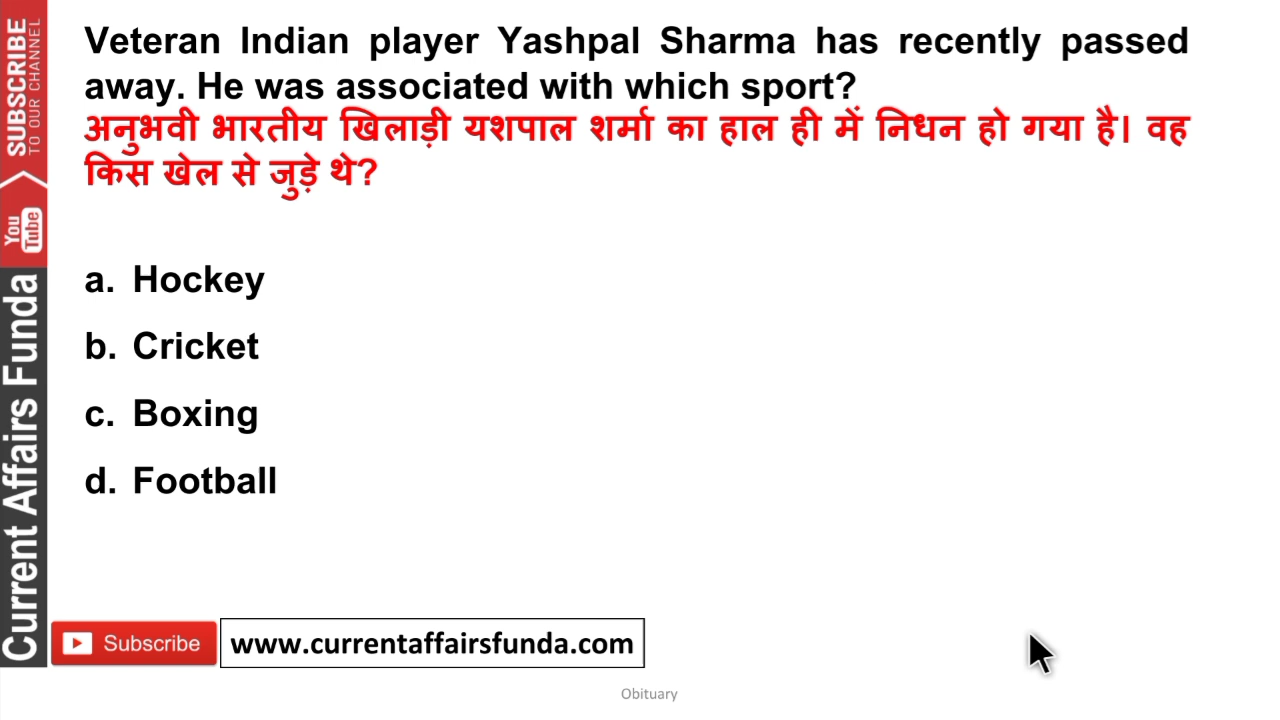 Veteran Indian player Yashpal Sharma has recently passed
away. He was associated with which sport?
अनुभवी भारतीय खिलाड़ी यशपाल शर्मा का हाल ही में निधन हो गया है। वह
किस खेल से जुड़े थे?
a. Hockey
b. Cricket
c. Boxing
d. Football
SUBSCRIBE
TO OUR CHANNEL
You
Tube
Current Affairs Funda
Subscribe
www.currentaffairsfunda.com
Obituary